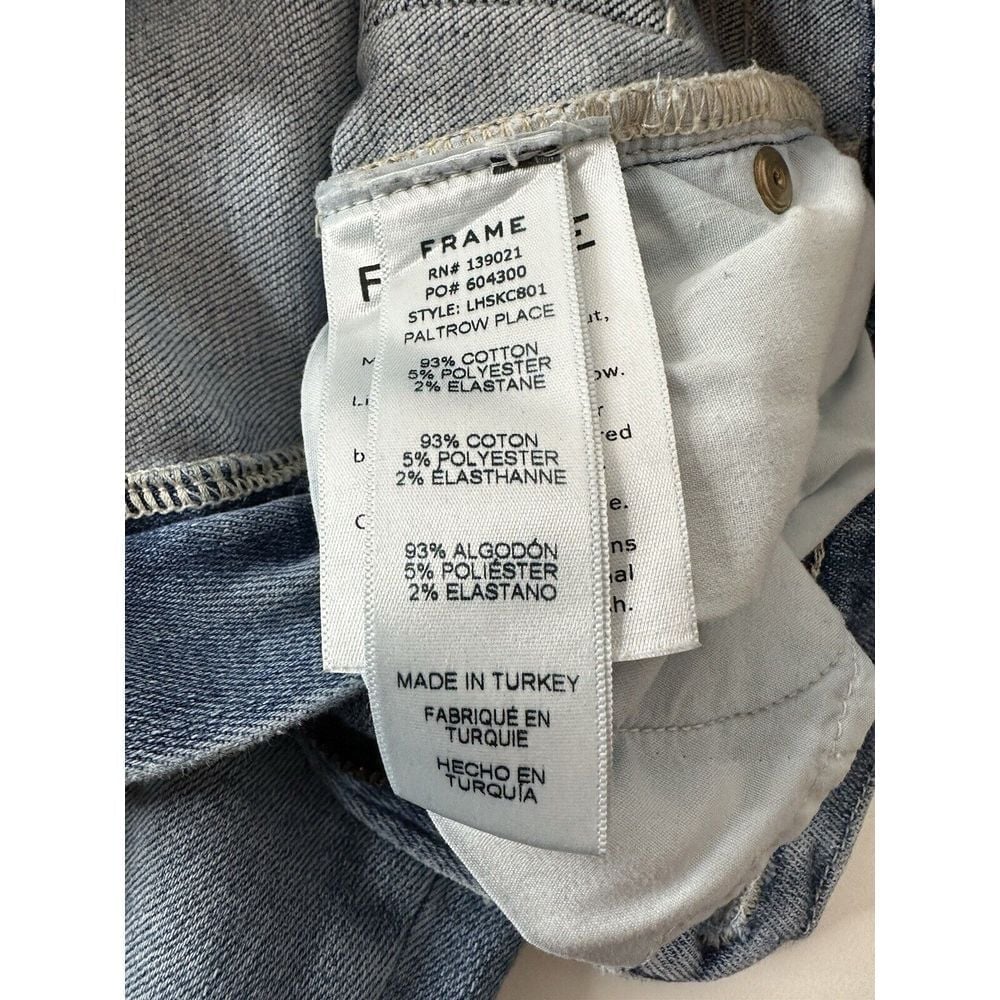 FRAME
RN# 139021
PO# 604300
STYLE: LHSKC801
PALTROW PLACE
93% COTTON
5% POLYESTER
2% ELASTANE
93% COTON
5% POLYESTER
2% ÉLASTHANNE
93% ALGODÓN
5% POLIÉSTER
2% ELASTANO
MADE IN TURKEY
FABRIQUÉ EN
TURQUIE
HECHO EN
TURQUÍA